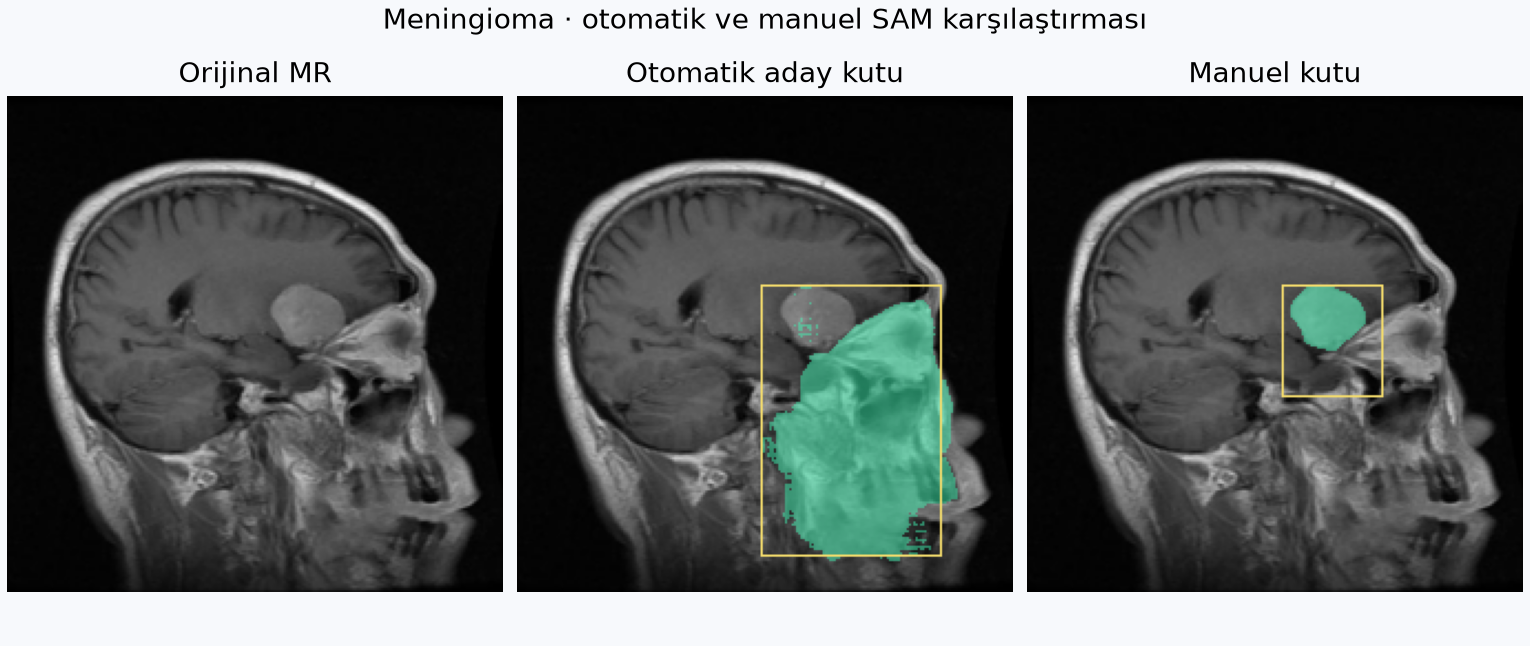 Meningioma · otomatik ve manuel SAM karşılaştırması
Orijinal MR
Otomatik aday kutu
Manuel kutu